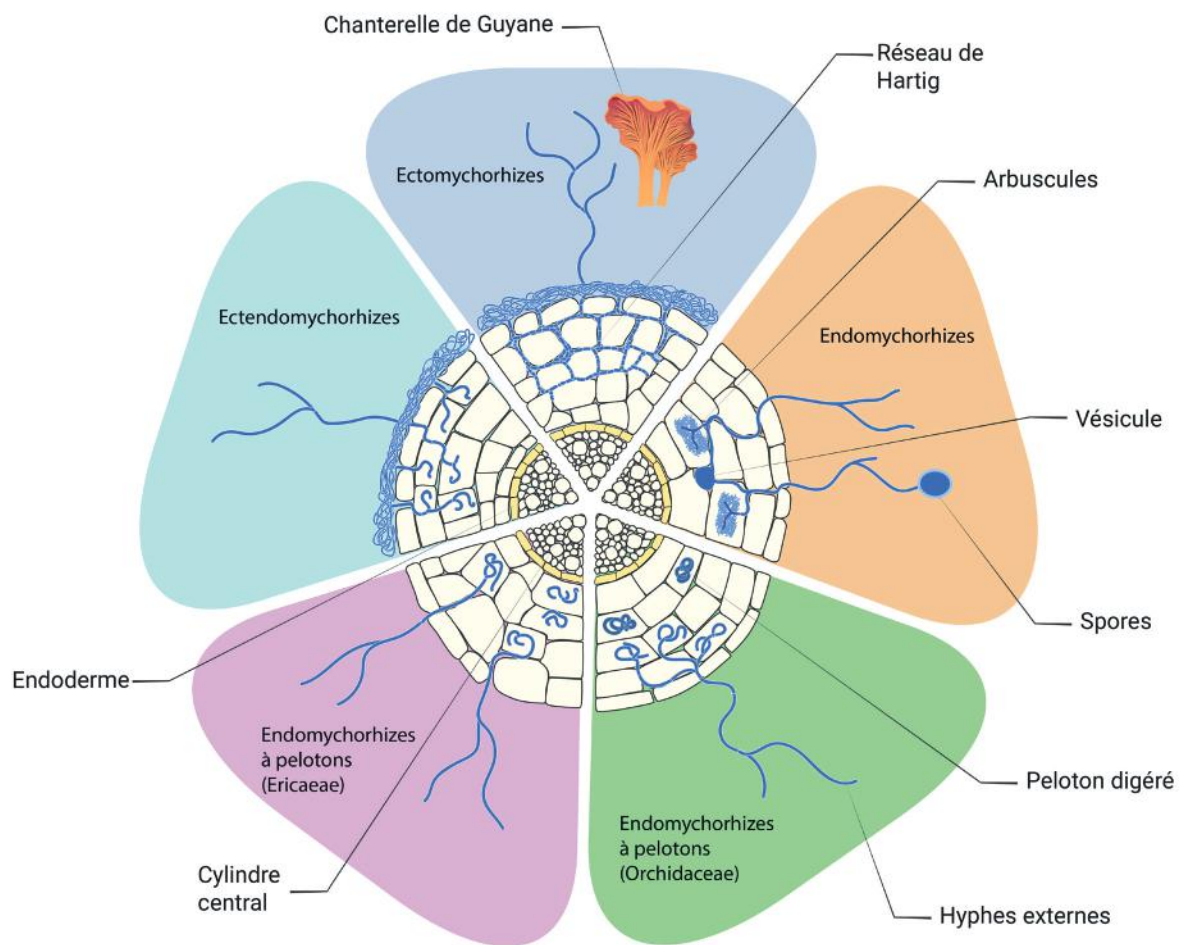 Chanterelle de Guyane
Réseau de
Hartig
Ectomychorhizes
Arbuscules
Ectendomychorhizes
Endomychorhizes
Vésicule
Spores
Endoderme
Endomychorhizes
à pelotons
(Ericaeae)
Peloton digéré
Endomychorhizes
à pelotons
(Orchidaceae)
Cylindre
central
Hyphes externes